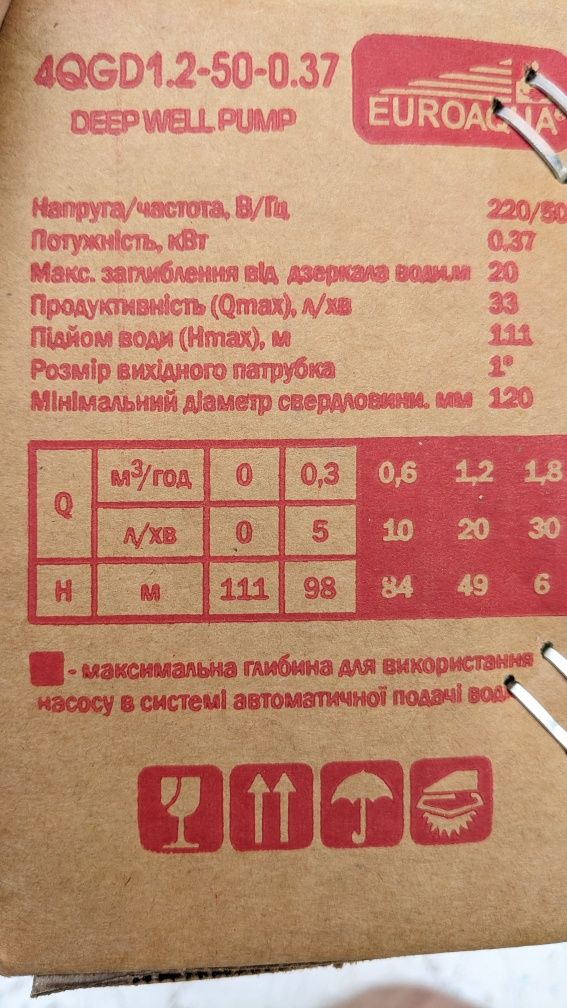 4QGD1.2-50-0.37
DEEP WELL PUMP
EUROAQUA®
Напруга/частота, В/Гц 220/50
Потужність, кВт 0.37
Макс. заглиблення від дзеркала води.м 20
Продуктивність (Qmax), л/хв 33
Підйом води (Hmax), м 111
Розмір вихідного патрубка 1"
Мінімальний діаметр свердловини. мм 120
Q м³/год 0 0,3 0,6 1,2 1,8
л/хв 0 5 10 20 30
H м 111 98 84 49 6
- максимальна глибина для використання
насосу в системі автоматичної подачі води